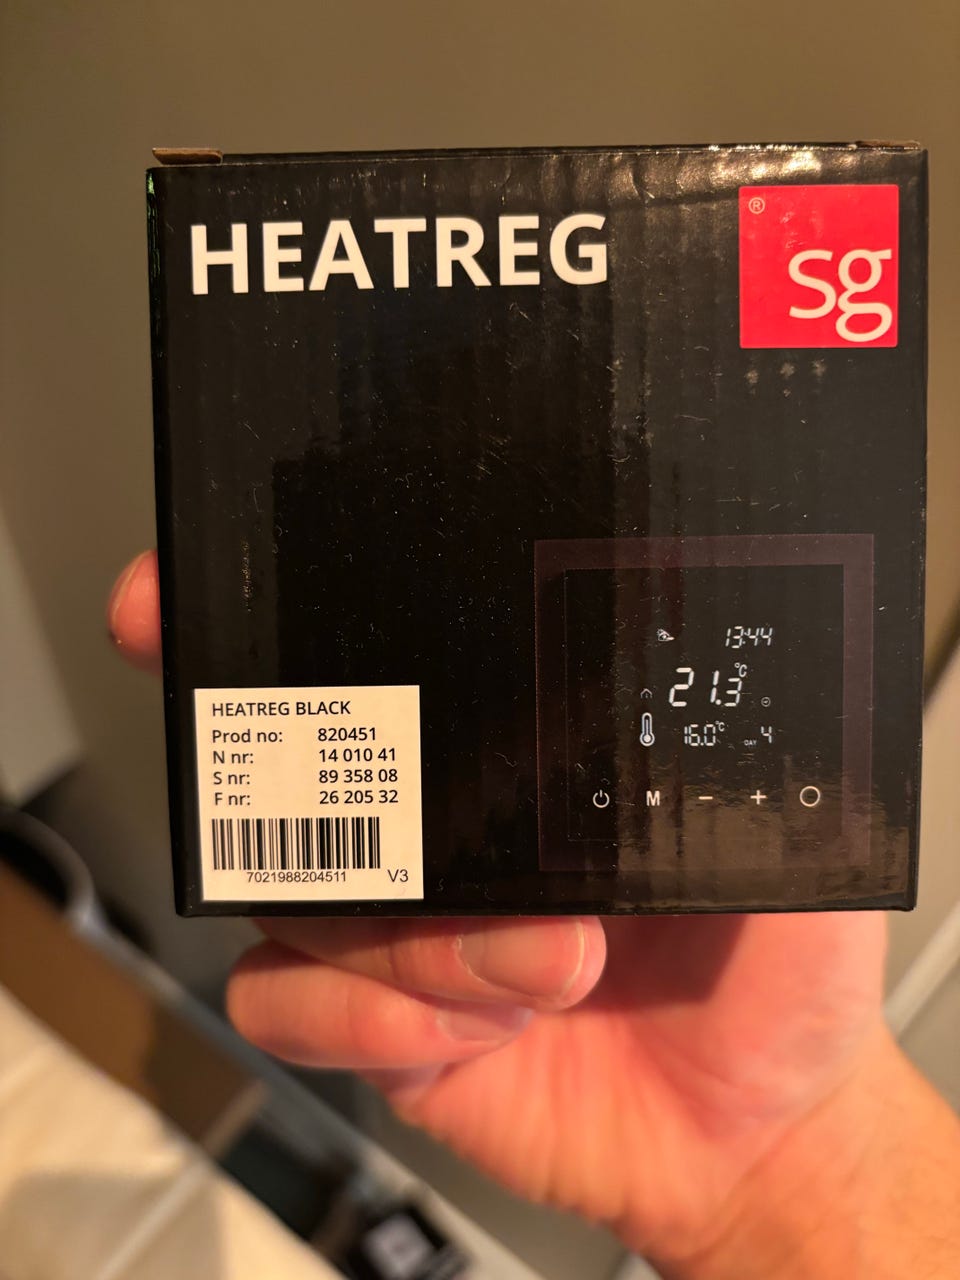 HEATREG
®
sg
13:44
21.3°C
16.0°C DAY 4
M − +
HEATREG BLACK
Prod no: 820451
N nr: 14 010 41
S nr: 89 358 08
F nr: 26 205 32
7021988204511 V3